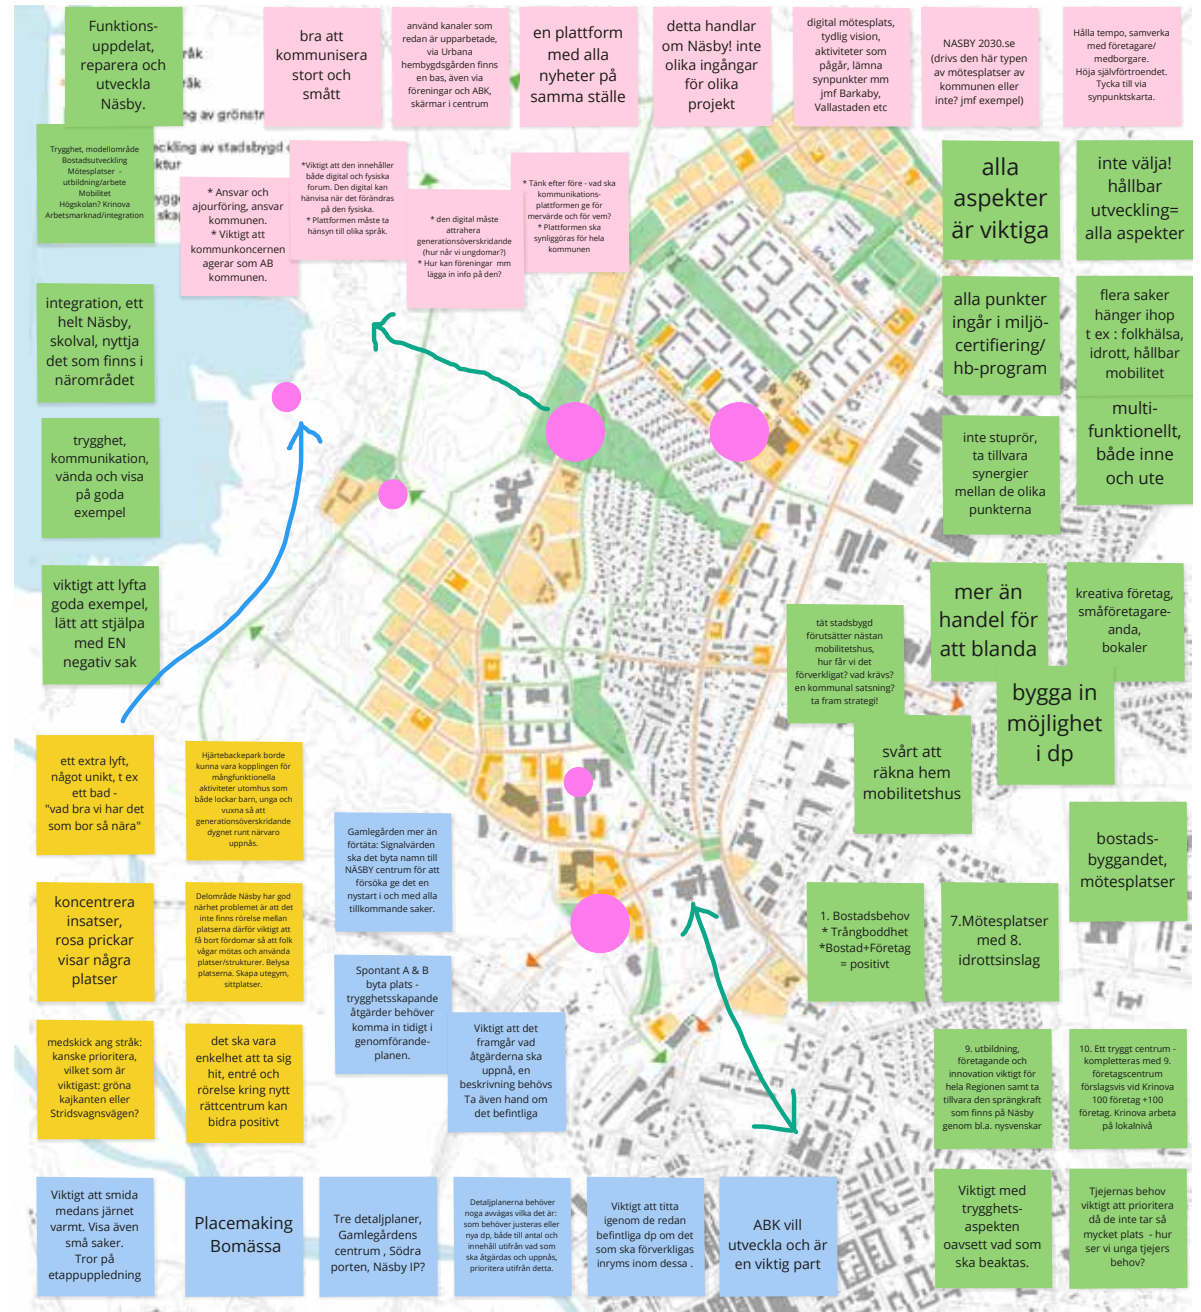 Funktions-
uppdelat,
reparera och
utveckla
Näsby.
bra att
kommunisera
stort och
smått
använd kanaler som
redan är upparbetade,
via Urbana
hembygdsgården finns
en bas, även via
föreningar och ABK,
skärmar i centrum
en plattform
med alla
nyheter på
samma ställe
detta handlar
om Näsby! inte
olika ingångar
för olika
projekt
digital mötesplats,
tydlig vision,
aktiviteter som
pågår, lämna
synpunkter mm
jmf Barkaby,
Vallastaden etc
NASBY 2030.se
(drivs den här typen
av mötesplatser av
kommunen eller
inte? jmf exempel)
Hålla tempo, samverka
med företagare/
medborgare.
Höja självförtroendet.
Tycka till via
synpunktskarta.
råk
råk
g av grönstr
eckling av stadsbygd
ktur
ygg
skap
Trygghet, modellområde
Bostadsutveckling
Mötesplatser -
utbildning/arbete
Mobilitet
Högskolan? Krinova
Arbetsmarknad/integration
* Ansvar och
ajourföring, ansvar
kommunen.
* Viktigt att
kommunkoncernen
agerar som AB
kommunen.
*Viktigt att den innehåller
både digital och fysiska
forum. Den digital kan
hänvisa när det förändras
på den fysiska.
* Plattformen måste ta
hänsyn till olika språk.
* den digital måste
attrahera
generationsöverskridande
(hur når vi ungdomar?)
* Hur kan föreningar mm
lägga in info på den?
* Tänk efter före - vad ska
kommunikations-
plattformen ge för
mervärde och för vem?
* Plattformen ska
synliggöras för hela
kommunen
alla
aspekter
är viktiga
inte välja!
hållbar
utveckling=
alla aspekter
integration, ett
helt Näsby,
skolval, nyttja
det som finns i
närområdet
alla punkter
ingår i miljö-
certifiering/
hb-program
flera saker
hänger ihop
t ex : folkhälsa,
idrott, hållbar
mobilitet
trygghet,
kommunikation,
vända och visa
på goda
exempel
inte stuprör,
ta tillvara
synergier
mellan de olika
punkterna
multi-
funktionellt,
både inne
och ute
viktigt att lyfta
goda exempel,
lätt att stjälpa
med EN
negativ sak
tät stadsbygd
förutsätter nästan
mobilitetshus,
hur får vi det
förverkligat? vad krävs?
en kommunal satsning?
ta fram strategi!
mer än
handel för
att blanda
kreativa företag,
småföretagare-
anda,
bokaler
bygga in
möjlighet
i dp
svårt att
räkna hem
mobilitetshus
ett extra lyft,
något unikt, t ex
ett bad -
"vad bra vi har det
som bor så nära"
Hjärtebackepark borde
kunna vara kopplingen för
mångfunktionella
aktiviteter utomhus som
både lockar barn, unga och
vuxna så att
generationsöverskridande
dygnet runt närvaro
uppnås.
Gamlegården mer än
förtäta: Signalvärden
ska det byta namn till
NÄSBY centrum för att
försöka ge det en
nystart i och med alla
tillkommande saker.
bostads-
byggandet,
mötesplatser
koncentrera
insatser,
rosa prickar
visar några
platser
Delområde Näsby har god
närhet problemet är att det
inte finns rörelse mellan
platserna därför viktigt att
få bort fördomar så att folk
vågar mötas och använda
platser/strukturer. Belysa
platserna. Skapa utegym,
sittplatser.
1. Bostadsbehov
* Trångboddhet
*Bostad+Företag
= positivt
7.Mötesplatser
med 8.
idrottsinslag
Spontant A & B
byta plats -
trygghetsskapande
åtgärder behöver
komma in tidigt i
genomförande-
planen.
medskick ang stråk:
kanske prioritera,
vilket som är
viktigast: gröna
kajkanten eller
Stridsvagnsvägen?
det ska vara
enkelhet att ta sig
hit, entré och
rörelse kring nytt
rättcentrum kan
bidra positivt
Viktigt att det
framgår vad
åtgärderna ska
uppnå, en
beskrivning behövs
Ta även hand om
det befintliga
9. utbildning,
företagande och
innovation viktigt för
hela Regionen samt ta
tillvara den sprängkraft
som finns på Näsby
genom bl.a. nysvenskar
10. Ett tryggt centrum -
kompletteras med 9.
företagscentrum
förslagsvis vid Krinova
100 företag +100
företag. Krinova arbeta
på lokalnivå
Viktigt att smida
medans järnet
varmt. Visa även
små saker.
Tror på
etappuppledning
Placemaking
Bomässa
Tre detaljplaner,
Gamlegårdens
centrum , Södra
porten, Näsby IP?
Detaljplanerna behöver
noga avvägas vilka det är:
som behöver justeras eller
nya dp, både till antal och
innehåll utifrån vad som
ska åtgärdas och uppnås,
prioritera utifrån detta.
Viktigt att titta
igenom de redan
befintliga dp om det
som ska förverkligas
inryms inom dessa .
ABK vill
utveckla och är
en viktig part
Viktigt med
trygghets-
aspekten
oavsett vad som
ska beaktas.
Tjejernas behov
viktigt att prioritera
då de inte tar så
mycket plats - hur
ser vi unga tjejers
behov?